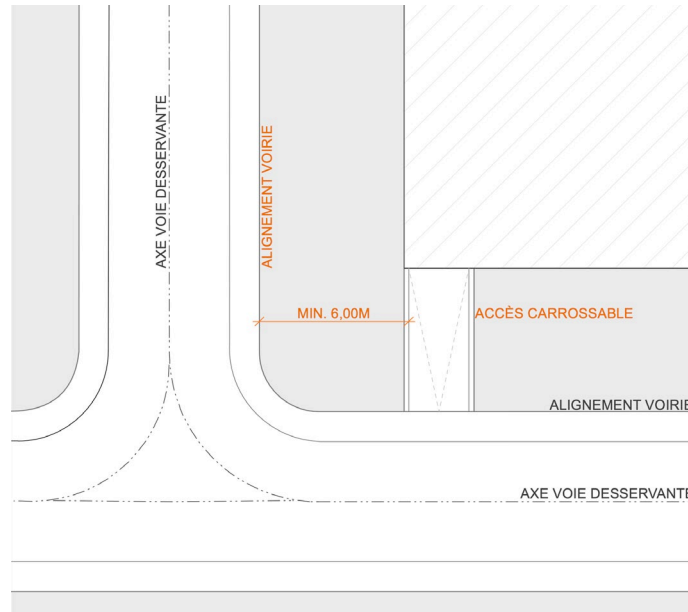 AXE VOIE DESSERVANTE
ALIGNEMENT VOIRIE
MIN. 6,00M
ACCÈS CARROSSABLE
ALIGNEMENT VOIRIE
AXE VOIE DESSERVANTE